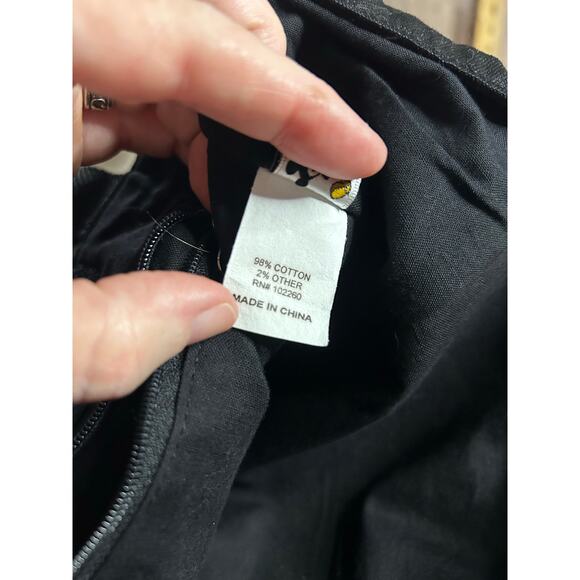 98% COTTON
2% OTHER
RN# 102260
MADE IN CHINA